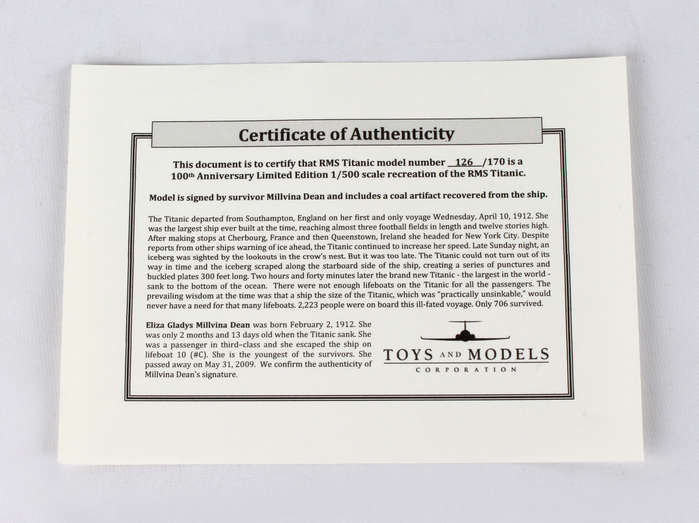 Certificate of Authenticity
This document is to certify that RMS Titanic model number 126 /170 is a
100th Anniversary Limited Edition 1/500 scale recreation of the RMS Titanic.
Model is signed by survivor Millvina Dean and includes a coal artifact recovered from the ship.
The Titanic departed from Southampton, England on her first and only voyage Wednesday, April 10, 1912. She
was the largest ship ever built at the time, reaching almost three football fields in length and twelve stories high.
After making stops at Cherbourg, France and then Queenstown, Ireland she headed for New York City. Despite
reports from other ships warning of ice ahead, the Titanic continued to increase her speed. Late Sunday night, an
iceberg was sighted by the lookouts in the crow's nest. But it was too late. The Titanic could not turn out of its
way in time and the iceberg scraped along the starboard side of the ship, creating a series of punctures and
buckled plates 300 feet long. Two hours and forty minutes later the brand new Titanic - the largest in the world -
sank to the bottom of the ocean. There were not enough lifeboats on the Titanic for all the passengers. The
prevailing wisdom at the time was that a ship the size of the Titanic, which was "practically unsinkable," would
never have a need for that many lifeboats. 2,223 people were on board this ill-fated voyage. Only 706 survived.
Eliza Gladys Millvina Dean was born February 2, 1912. She
was only 2 months and 13 days old when the Titanic sank. She
was a passenger in third-class and she escaped the ship on
lifeboat 10 (#C). She is the youngest of the survivors. She
passed away on May 31, 2009. We confirm the authenticity of
Millvina Dean's signature.
TOYS AND MODELS
CORPORATION